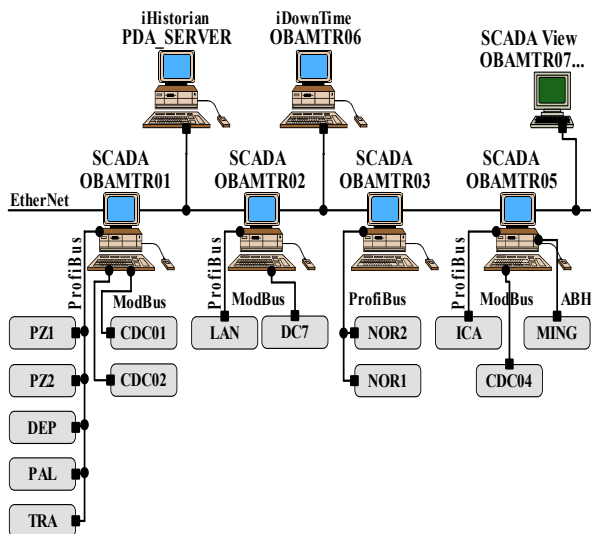 iHistorian
PDA_SERVER
iDownTime
OBAMTR06
SCADA View
OBAMTR07...
SCADA
OBAMTR01
SCADA
OBAMTR02
SCADA
OBAMTR03
SCADA
OBAMTR05
EtherNet
ProfiBus
ModBus
ProfiBus
ModBus
ProfiBus
ProfiBus
ModBus
ABH
PZ1
CDC01
LAN
DC7
NOR2
ICA
MING
PZ2
CDC02
NOR1
CDC04
DEP
PAL
TRA